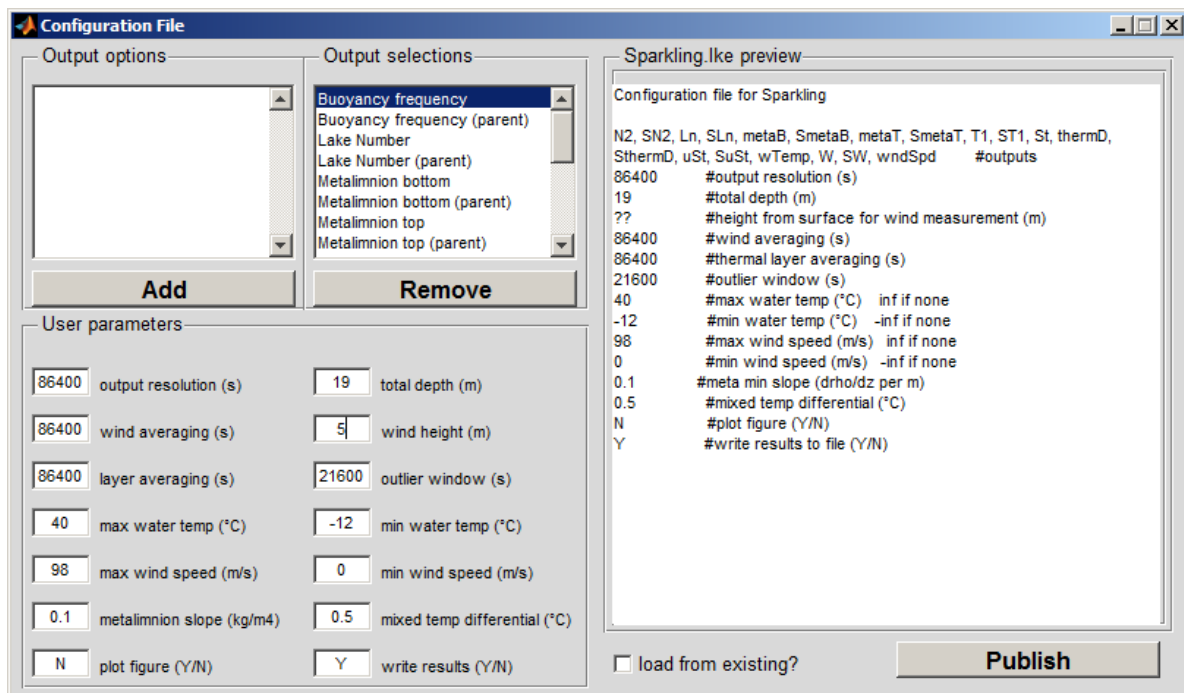 Configuration File
Output options
Output selections
Buoyancy frequency
Buoyancy frequency (parent)
Lake Number
Lake Number (parent)
Metalimnion bottom
Metalimnion bottom (parent)
Metalimnion top
Metalimnion top (parent)
Add
Remove
User parameters
86400 output resolution (s)
19 total depth (m)
86400 wind averaging (s)
5 wind height (m)
86400 layer averaging (s)
21600 outlier window (s)
40 max water temp (°C)
-12 min water temp (°C)
98 max wind speed (m/s)
0 min wind speed (m/s)
0.1 metalimnion slope (kg/m4)
0.5 mixed temp differential (°C)
N plot figure (Y/N)
Y write results (Y/N)
Sparkling.lke preview
Configuration file for Sparkling
N2, SN2, Ln, SLn, metaB, SmetaB, metaT, SmetaT, T1, ST1, St, thermD,
SthermD, uSt, SuSt, wTemp, W, SW, wndSpd #outputs
86400 #output resolution (s)
19 #total depth (m)
?? #height from surface for wind measurement (m)
86400 #wind averaging (s)
86400 #thermal layer averaging (s)
21600 #outlier window (s)
40 #max water temp (°C) inf if none
-12 #min water temp (°C) -inf if none
98 #max wind speed (m/s) inf if none
0 #min wind speed (m/s) -inf if none
0.1 #meta min slope (drho/dz per m)
0.5 #mixed temp differential (°C)
N #plot figure (Y/N)
Y #write results to file (Y/N)
load from existing?
Publish